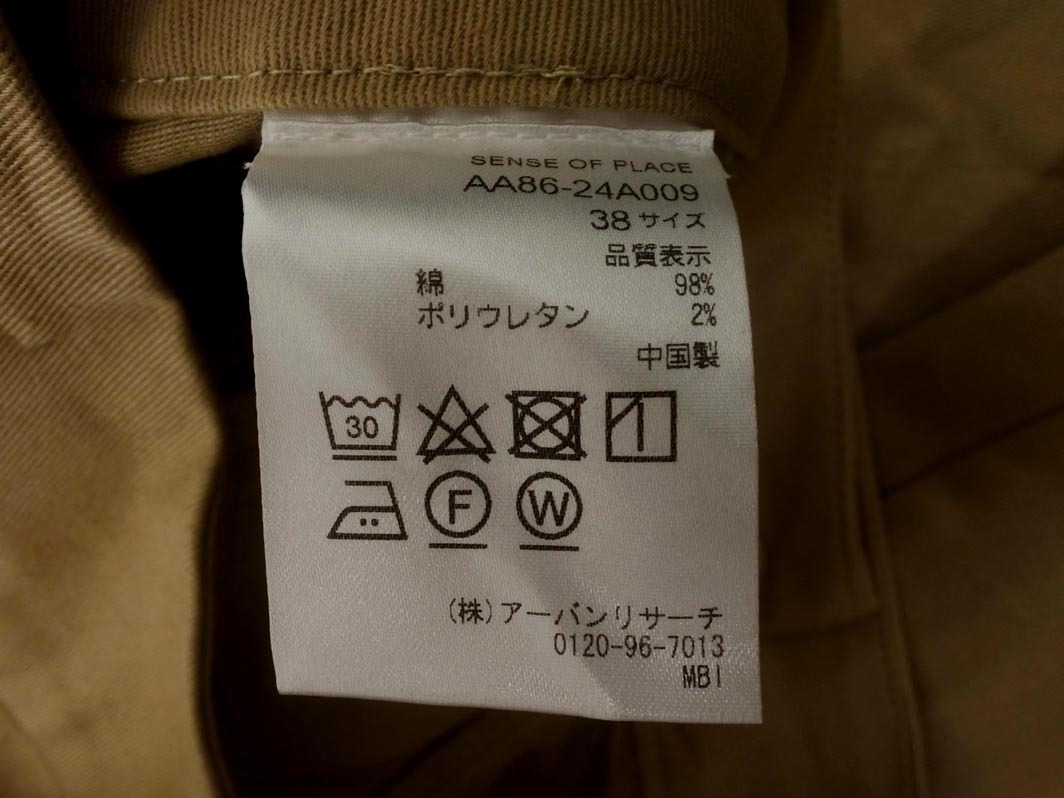 SENSE OF PLACE
AA86-24A009
38 サイズ
品質表示
綿 98%
ポリウレタン 2%
中国製
30
F W
(株)アーバンリサーチ
0120-96-7013
MBI